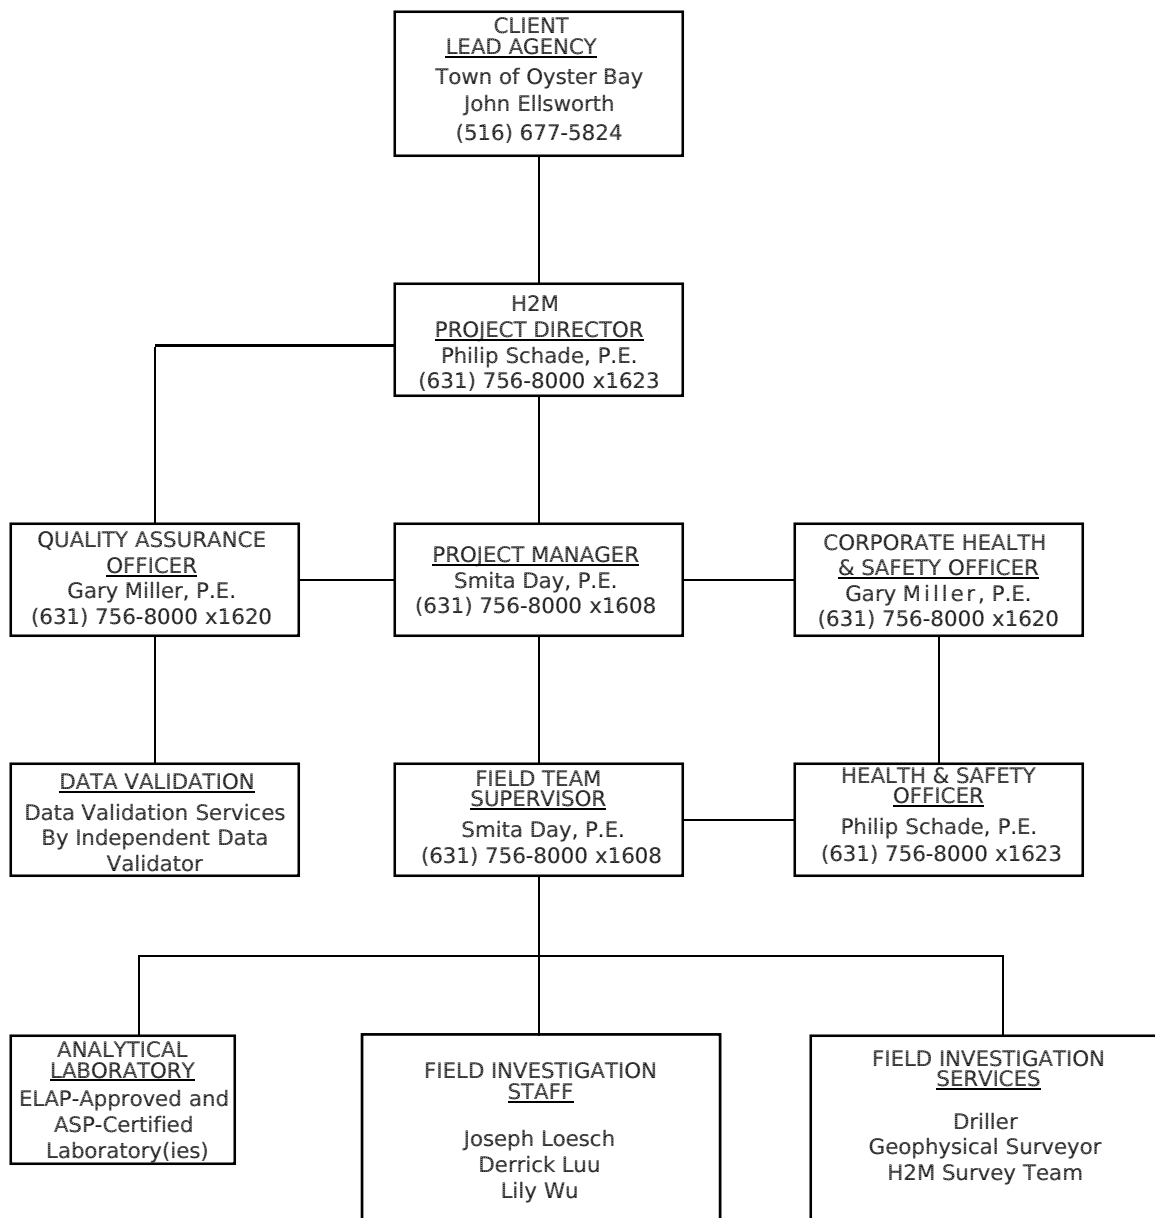 CLIENT
LEAD AGENCY
Town of Oyster Bay
John Ellsworth
(516) 677-5824
H2M
PROJECT DIRECTOR
Philip Schade, P.E.
(631) 756-8000 x1623
QUALITY ASSURANCE
OFFICER
Gary Miller, P.E.
(631) 756-8000 x1620
PROJECT MANAGER
Smita Day, P.E.
(631) 756-8000 x1608
CORPORATE HEALTH
& SAFETY OFFICER
Gary Miller, P.E.
(631) 756-8000 x1620
DATA VALIDATION
Data Validation Services
By Independent Data
Validator
FIELD TEAM
SUPERVISOR
Smita Day, P.E.
(631) 756-8000 x1608
HEALTH & SAFETY
OFFICER
Philip Schade, P.E.
(631) 756-8000 x1623
ANALYTICAL
LABORATORY
ELAP-Approved and
ASP-Certified
Laboratory(ies)
FIELD INVESTIGATION
STAFF
Joseph Loesch
Derrick Luu
Lily Wu
FIELD INVESTIGATION
SERVICES
Driller
Geophysical Surveyor
H2M Survey Team